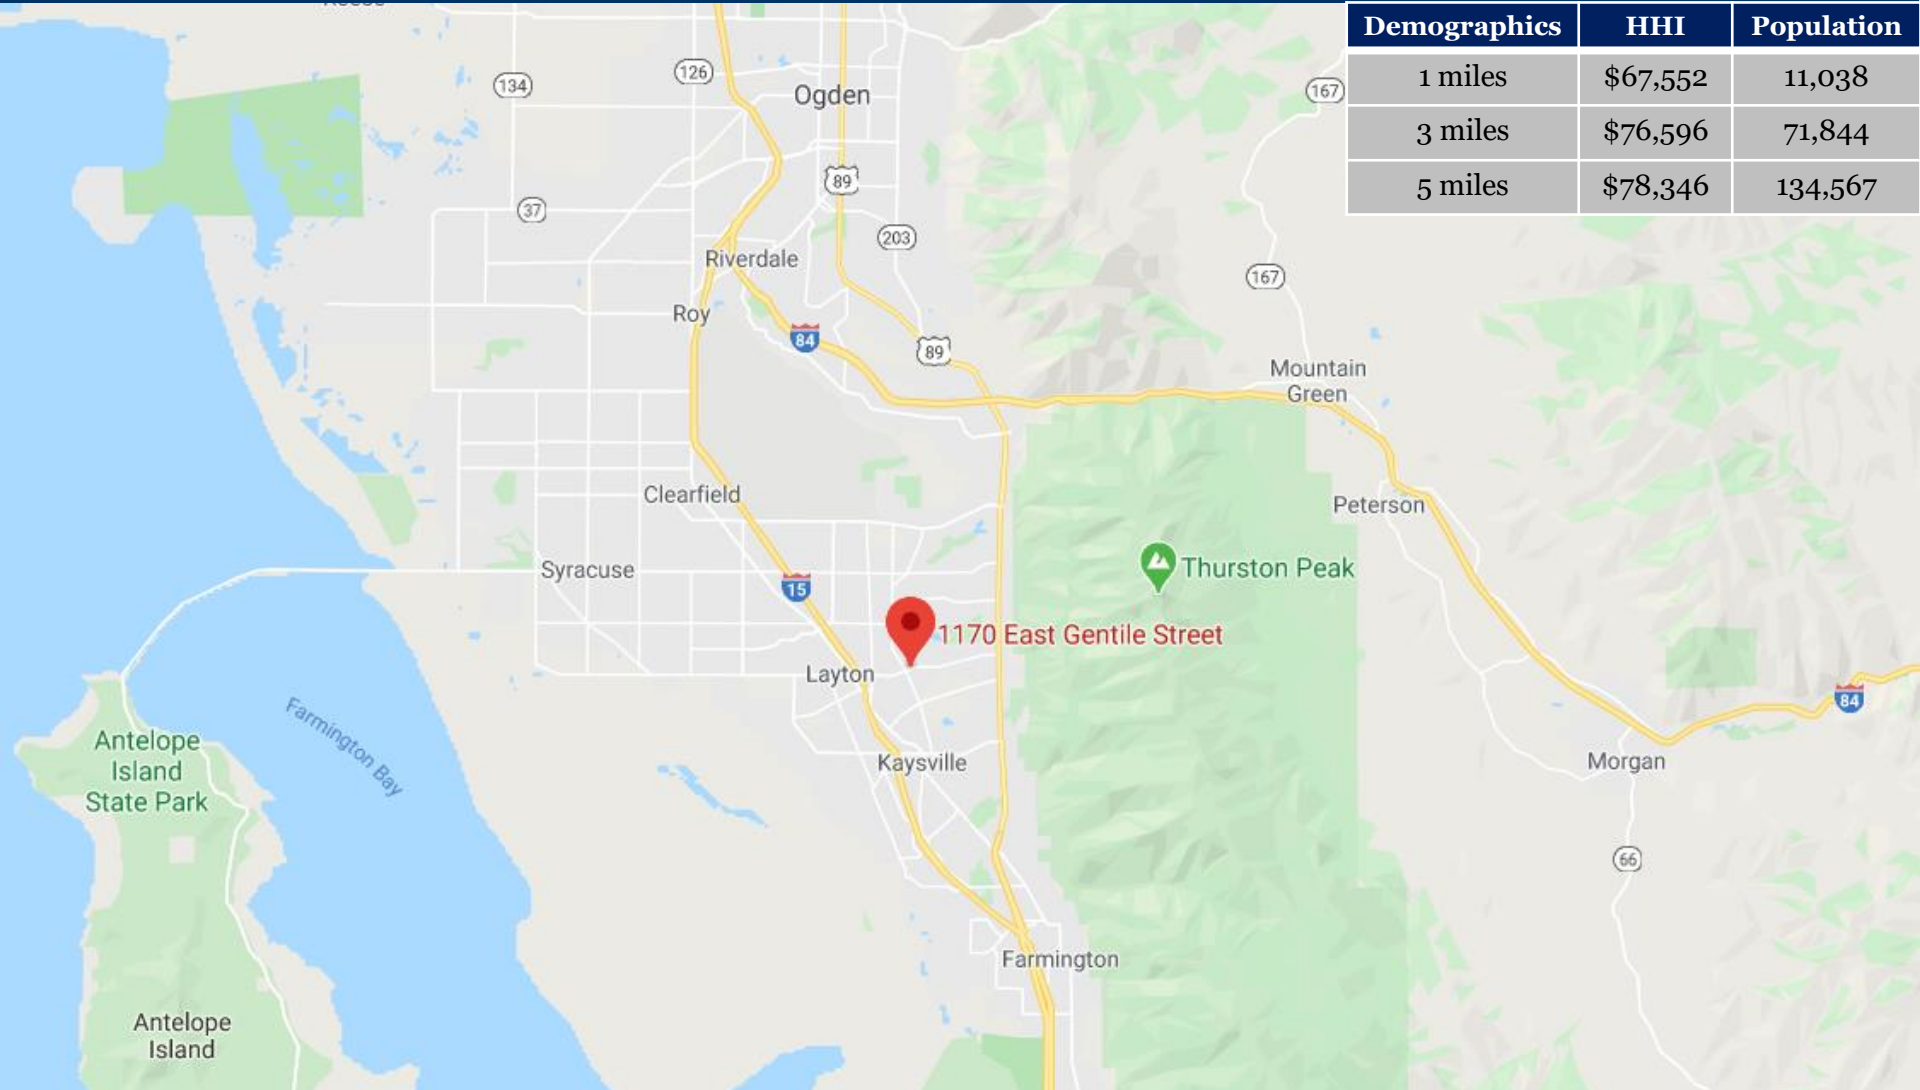 Demographics HHI Population
1 miles $67,552 11,038
3 miles $76,596 71,844
5 miles $78,346 134,567
134
126
Ogden
167
89
37
203
Riverdale
167
Roy
84
89
Mountain
Green
Clearfield
Peterson
Syracuse
15
Thurston Peak
1170 East Gentile Street
Layton
84
Farmington Bay
Antelope
Island
State Park
Kaysville
Morgan
66
Farmington
Antelope
Island